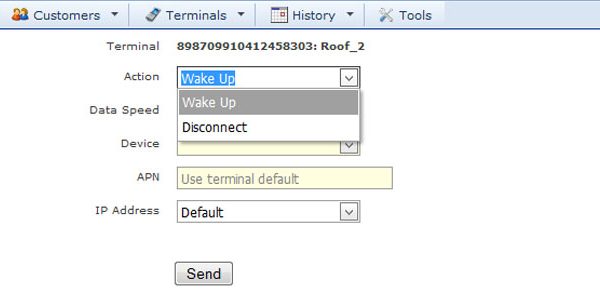 Customers Terminals History Tools
Terminal 898709910412458303: Roof_2
Action Wake Up
Wake Up
Data Speed
Disconnect
Device
APN Use terminal default
IP Address Default
Send